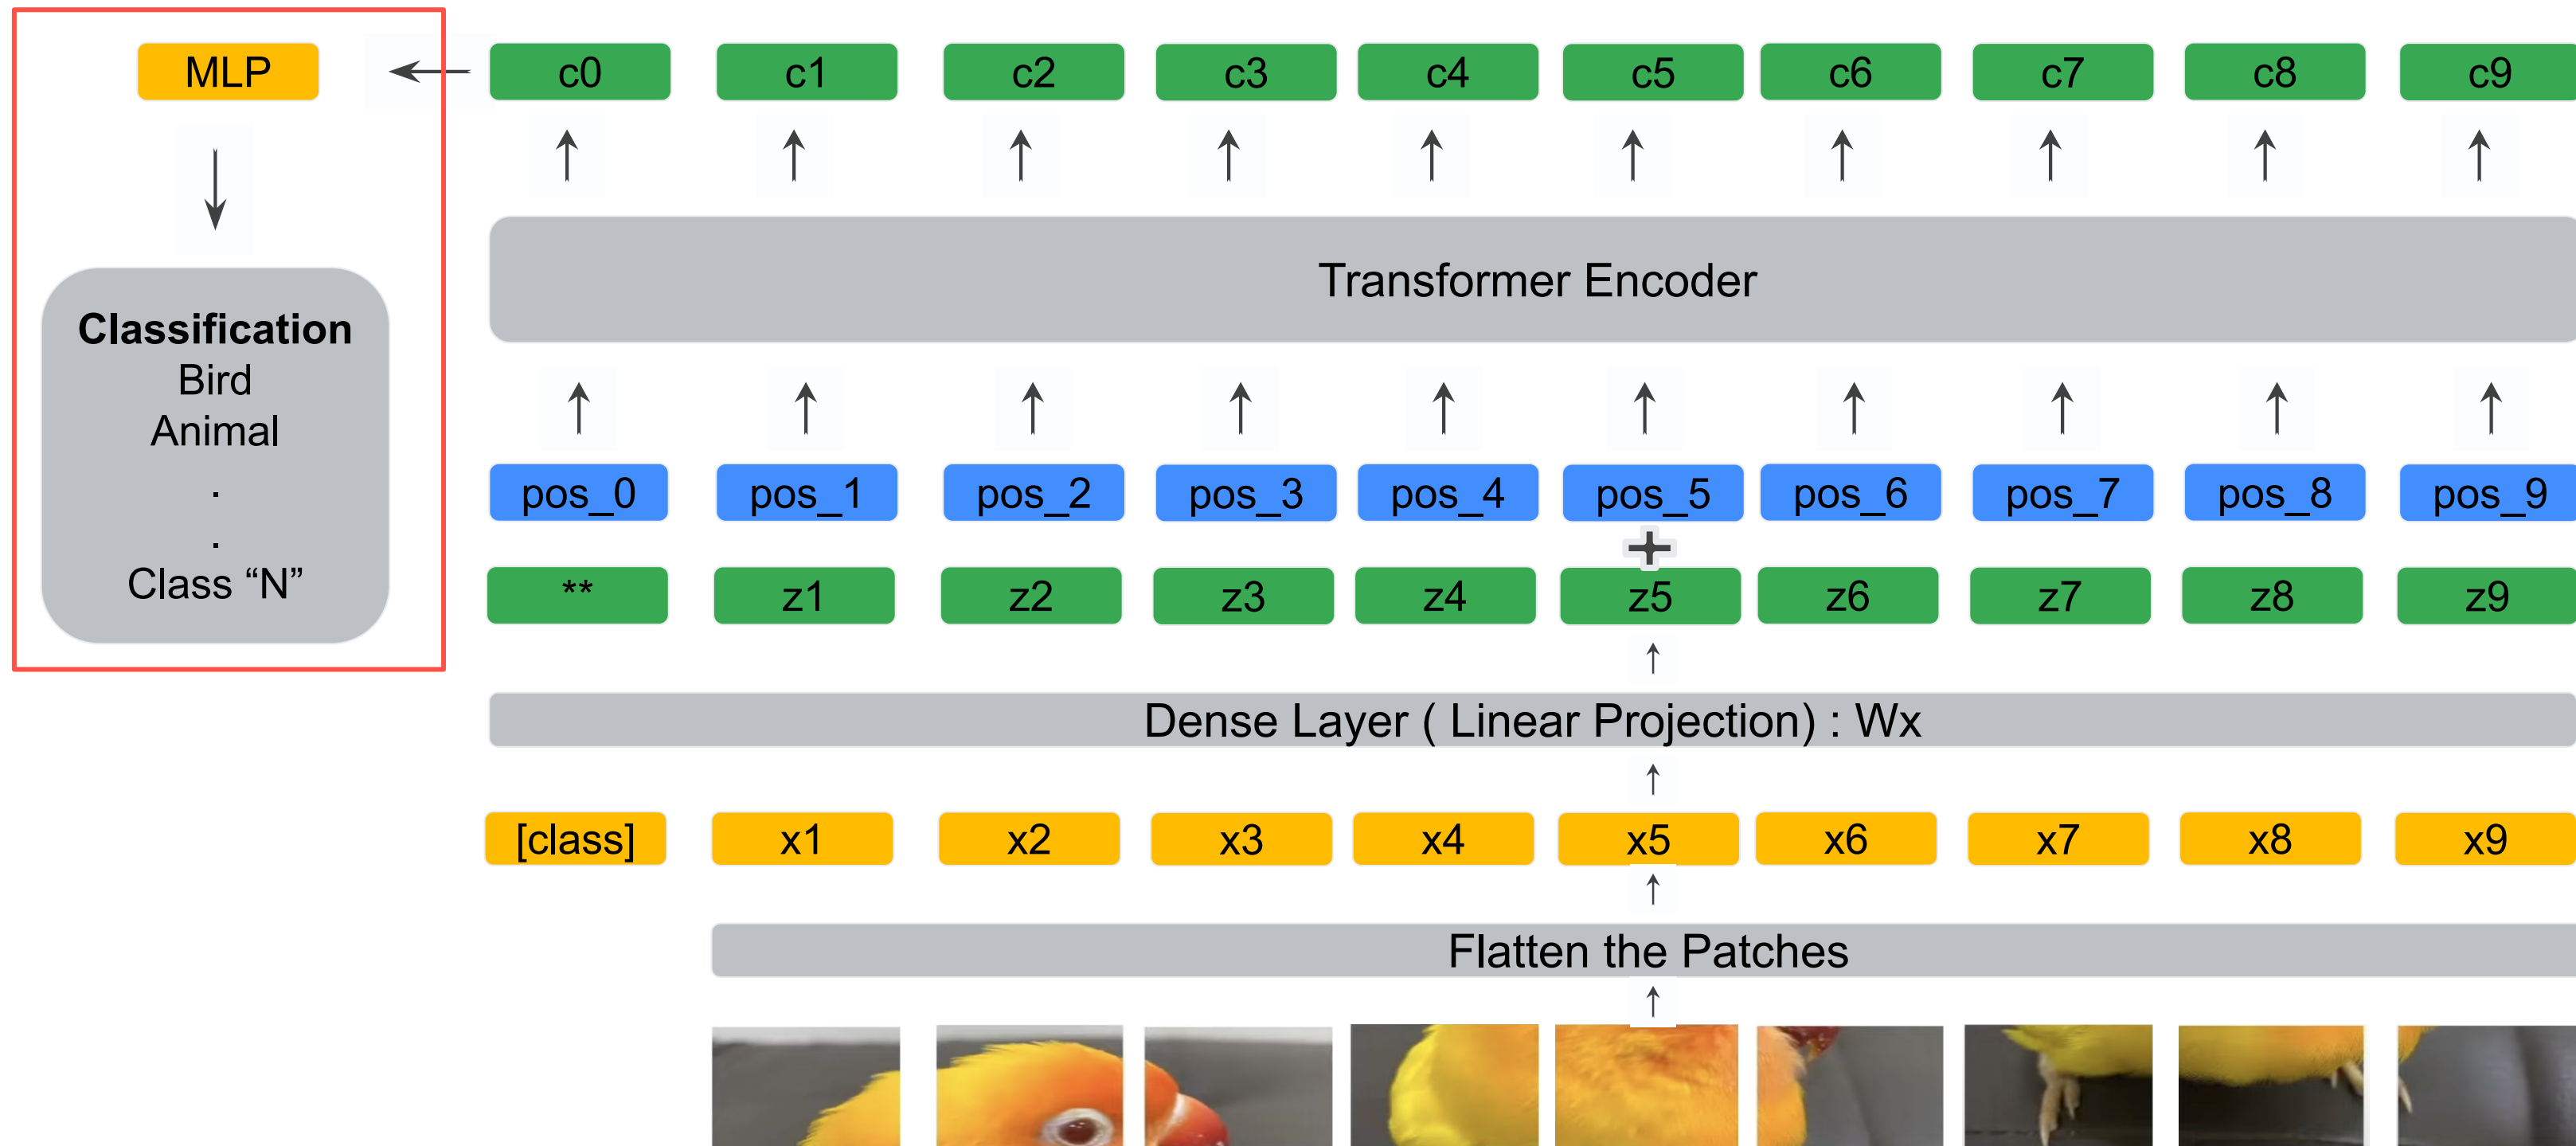 MLP
c0 c1 c2 c3 c4 c5 c6 c7 c8 c9
Transformer Encoder
Classification
Bird
Animal
.
.
Class “N”
pos_0 pos_1 pos_2 pos_3 pos_4 pos_5 pos_6 pos_7 pos_8 pos_9
+
** z1 z2 z3 z4 z5 z6 z7 z8 z9
Dense Layer ( Linear Projection) : Wx
[class] x1 x2 x3 x4 x5 x6 x7 x8 x9
Flatten the Patches